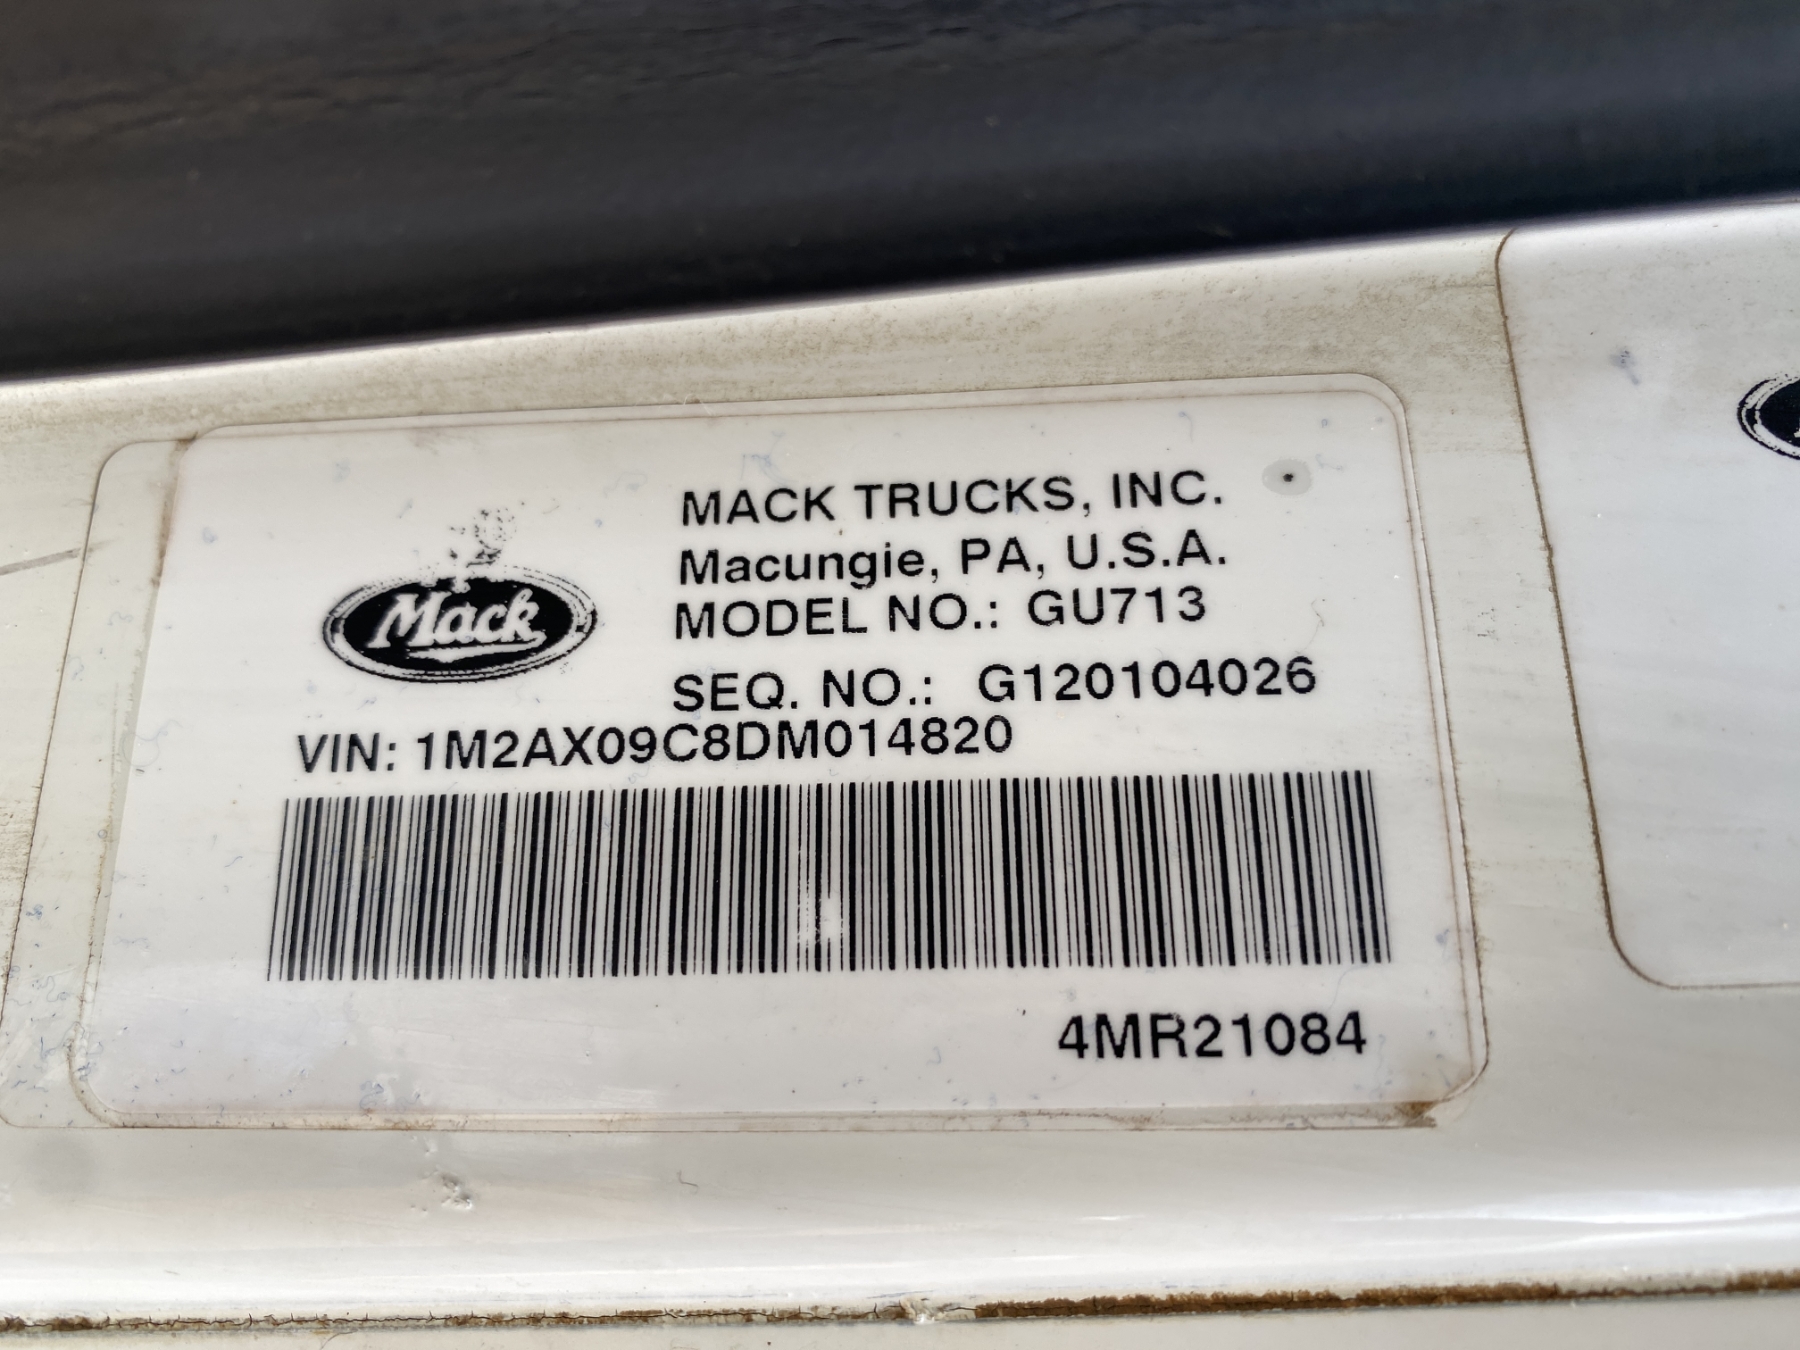 MACK TRUCKS, INC.
Macungie, PA, U.S.A.
Mack
MODEL NO.: GU713
SEQ. NO.: G120104026
VIN: 1M2AX09C8DM014820
4MR21084